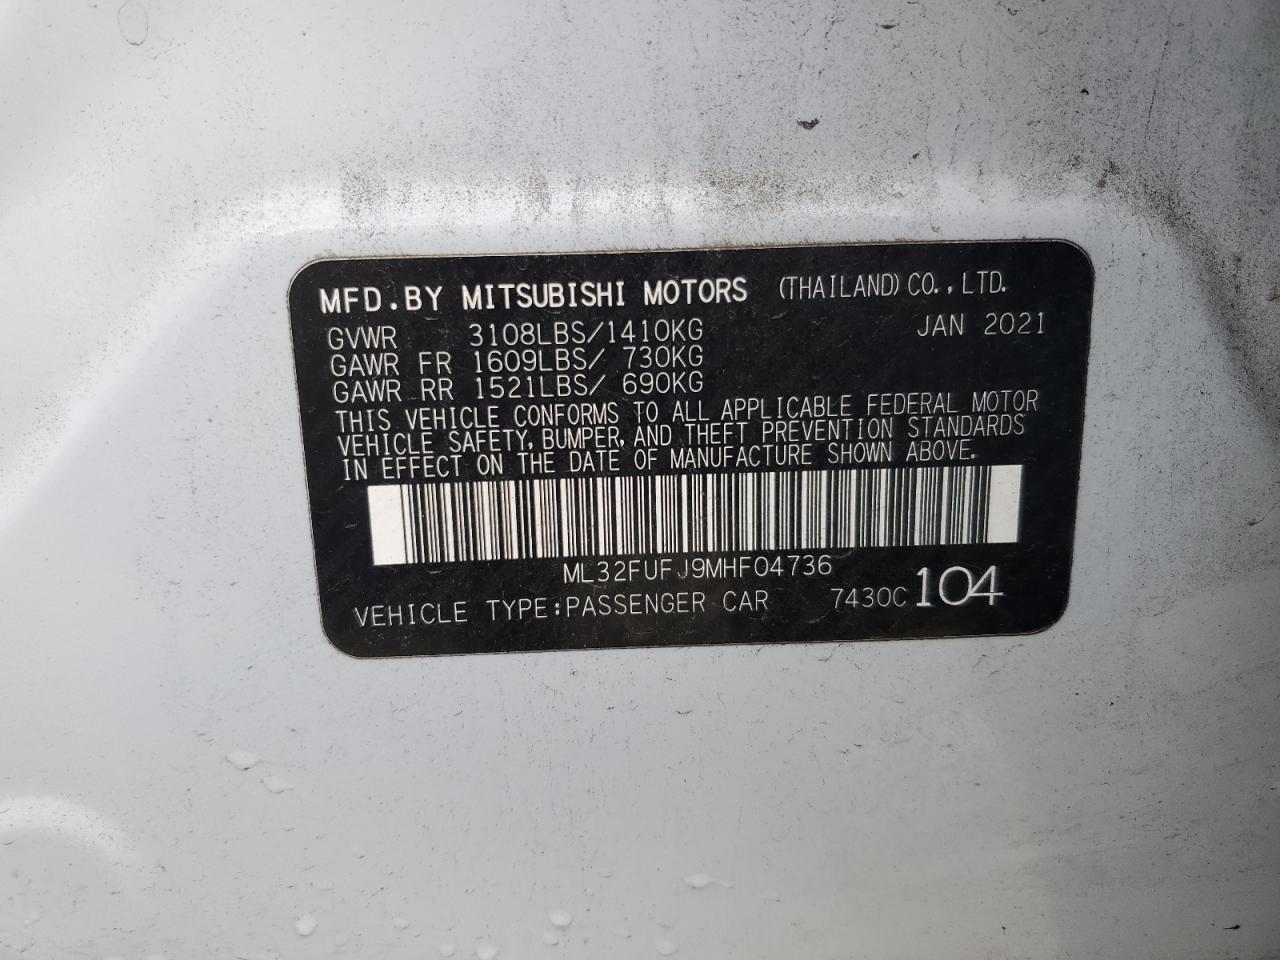 MFD.BY MITSUBISHI MOTORS (THAILAND) CO.,LTD.
GVWR 3108LBS/1410KG JAN 2021
GAWR FR 1609LBS/ 730KG
GAWR RR 1521LBS/ 690KG
THIS VEHICLE CONFORMS TO ALL APPLICABLE FEDERAL MOTOR
VEHICLE SAFETY, BUMPER, AND THEFT PREVENTION STANDARDS
IN EFFECT ON THE DATE OF MANUFACTURE SHOWN ABOVE.
ML32FUFJ9MHF04736
VEHICLE TYPE:PASSENGER CAR 7430C 104